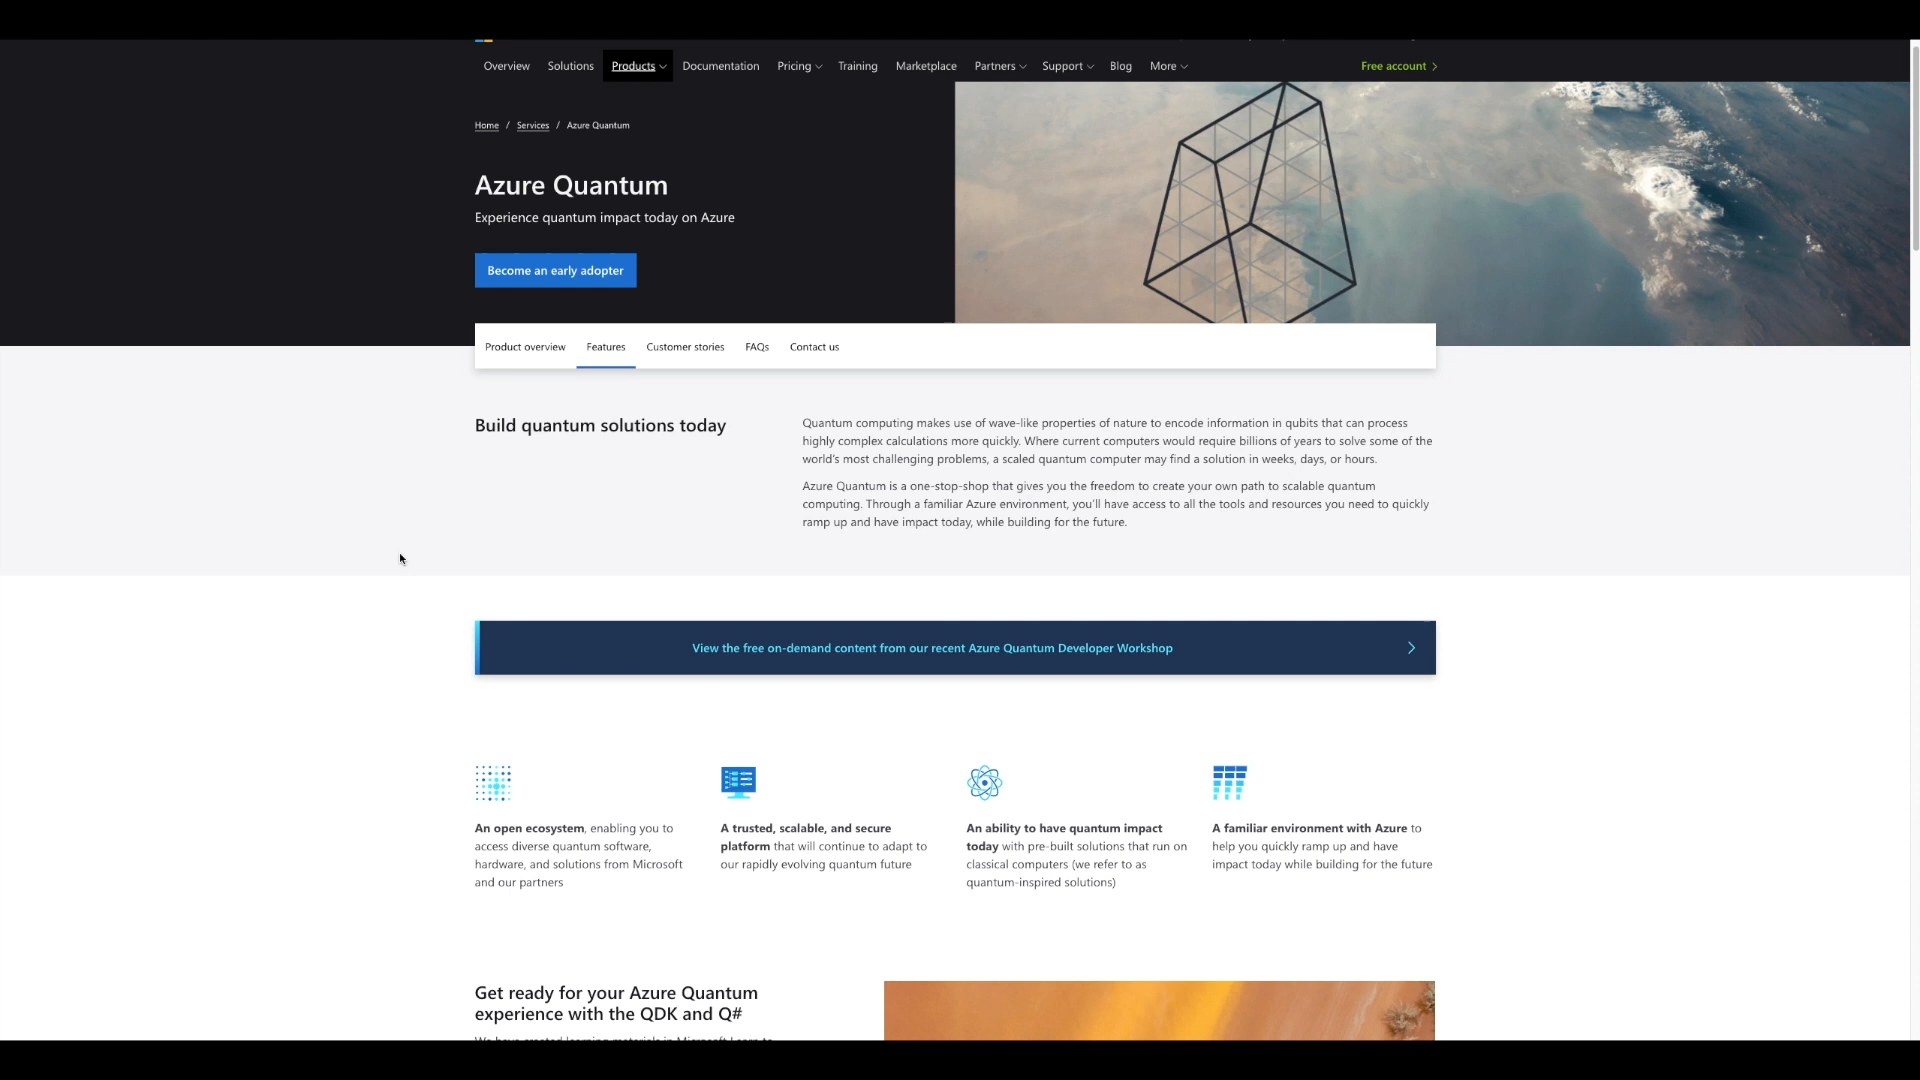 Overview Solutions Products Documentation Pricing Training Marketplace Partners Support Blog More Free account
Home / Services / Azure Quantum
Azure Quantum
Experience quantum impact today on Azure
Become an early adopter
Product overview Features Customer stories FAQs Contact us
Build quantum solutions today
Quantum computing makes use of wave-like properties of nature to encode information in qubits that can process
highly complex calculations more quickly. Where current computers would require billions of years to solve some of the
world's most challenging problems, a scaled quantum computer may find a solution in weeks, days, or hours.
Azure Quantum is a one-stop-shop that gives you the freedom to create your own path to scalable quantum
computing. Through a familiar Azure environment, you'll have access to all the tools and resources you need to quickly
ramp up and have impact today, while building for the future.
View the free on-demand content from our recent Azure Quantum Developer Workshop
An open ecosystem, enabling you to
access diverse quantum software,
hardware, and solutions from Microsoft
and our partners
A trusted, scalable, and secure
platform that will continue to adapt to
our rapidly evolving quantum future
An ability to have quantum impact
today with pre-built solutions that run on
classical computers (we refer to as
quantum-inspired solutions)
A familiar environment with Azure to
help you quickly ramp up and have
impact today while building for the future
Get ready for your Azure Quantum
experience with the QDK and Q#